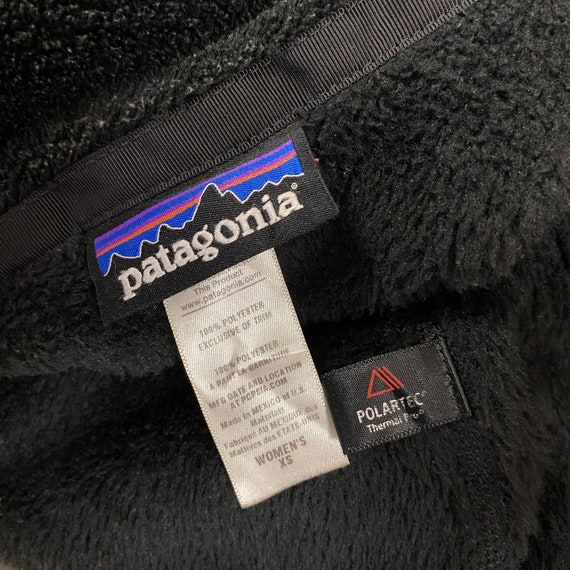 patagonia®
This Product
www.patagonia.com
100% POLYESTER
EXCLUSIVE OF TRIM
100% POLYESTER
A PART LA GARNITURE
MFG DATE AND LOCATION
AT PCPSIA.COM
Made in MEXICO of U.S.
Materials
Fabriqué AU MEXIQUE des
Matières des ETATS-UNIS
WOMEN'S
XS
POLARTEC®
Thermal Pro®